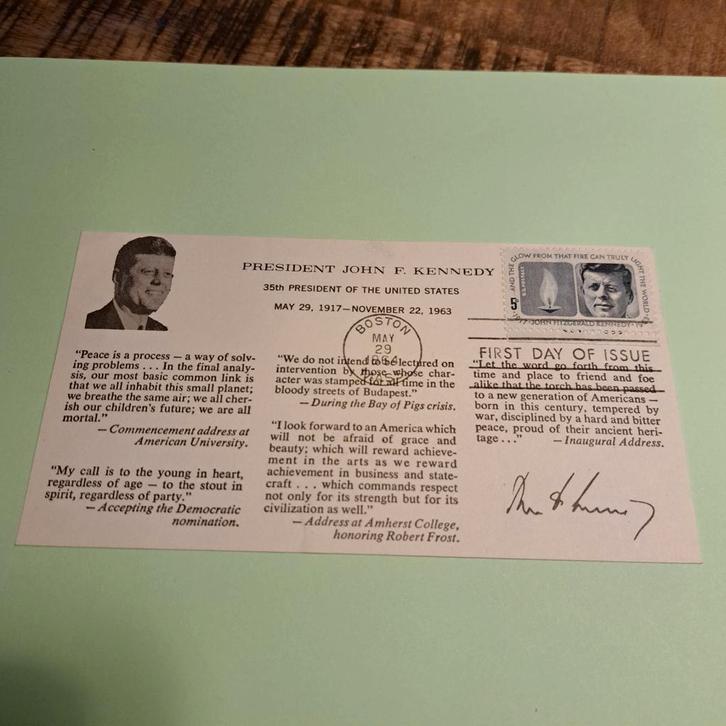 PRESIDENT JOHN F. KENNEDY
35th PRESIDENT OF THE UNITED STATES
MAY 29, 1917—NOVEMBER 22, 1963
AND THE GLOW FROM THAT FIRE CAN TRULY LIGHT THE WORLD
U.S. POSTAGE
5¢
1917·JOHN FITZGERALD KENNEDY·19
BOSTON
MAY
29
1964
MASS.
FIRST DAY OF ISSUE
"Peace is a process — a way of solv-
ing problems . . . In the final analy-
sis, our most basic common link is
that we all inhabit this small planet;
we breathe the same air; we all cher-
ish our children's future; we are all
mortal."
— Commencement address at
American University.
"My call is to the young in heart,
regardless of age — to the stout in
spirit, regardless of party."
— Accepting the Democratic
nomination.
"We do not intend to be lectured on
intervention by those whose char-
acter was stamped for all time in the
bloody streets of Budapest."
— During the Bay of Pigs crisis.
"I look forward to an America which
will not be afraid of grace and
beauty; which will reward achieve-
ment in the arts as we reward
achievement in business and state-
craft . . . which commands respect
not only for its strength but for its
civilization as well."
— Address at Amherst College,
honoring Robert Frost.
"Let the word go forth from this
time and place to friend and foe
alike that the torch has been passed
to a new generation of Americans —
born in this century, tempered by
war, disciplined by a hard and bitter
peace, proud of their ancient heri-
tage . . ." — Inaugural Address.